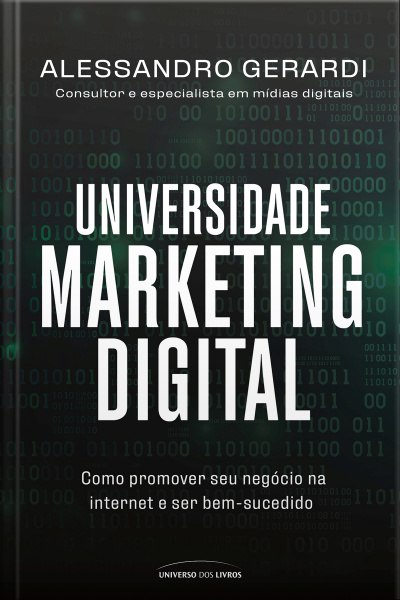 ALESSANDRO GERARDI
Consultor e especialista em mídias digitais
UNIVERSIDADE
MARKETING
DIGITAL
Como promover seu negócio na
internet e ser bem-sucedido
UNIVERSO DOS LIVROS